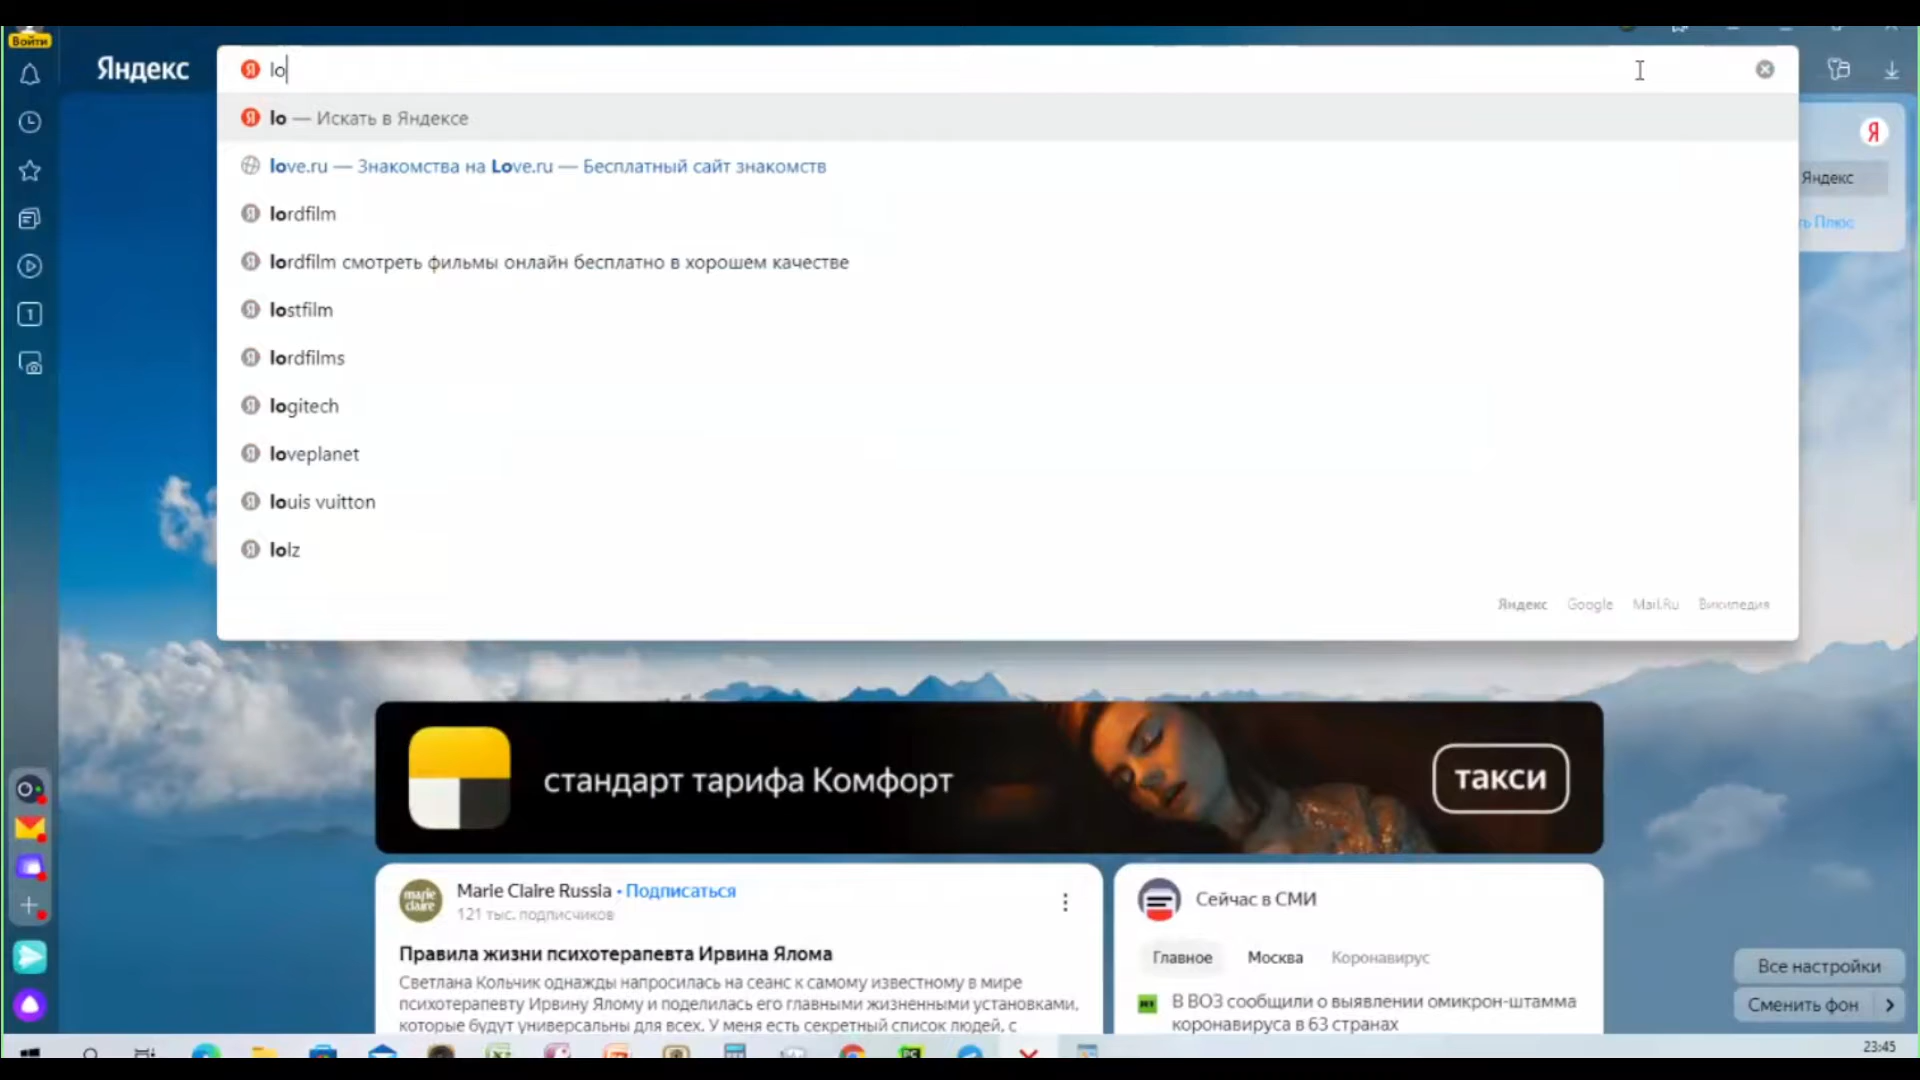 Войти
Яндекс
lo
lo — Искать в Яндексе
love.ru — Знакомства на Love.ru — Бесплатный сайт знакомств
lordfilm
lordfilm смотреть фильмы онлайн бесплатно в хорошем качестве
lostfilm
lordfilms
logitech
loveplanet
louis vuitton
lolz
Яндекс Google Mail.Ru Википедия
Я
Яндекс
ть Плюс
1
стандарт тарифа Комфорт
такси
marie claire
Marie Claire Russia • Подписаться
121 тыс. подписчиков
Правила жизни психотерапевта Ирвина Ялома
Светлана Кольчик однажды напросилась на сеанс к самому известному в мире
психотерапевту Ирвину Ялому и поделилась его главными жизненными установками,
которые будут универсальны для всех. У меня есть секретный список людей, с
Сейчас в СМИ
Главное Москва Коронавирус
В ВОЗ сообщили о выявлении омикрон-штамма
коронавируса в 63 странах
Все настройки
Сменить фон
23:45